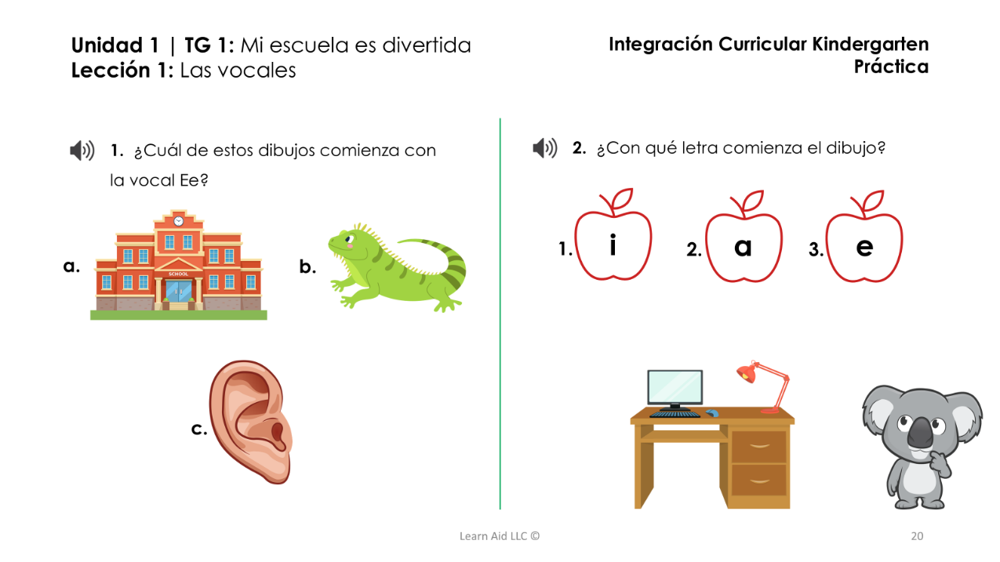 Unidad 1 | TG 1: Mi escuela es divertida
Lección 1: Las vocales
Integración Curricular Kindergarten
Práctica
1. ¿Cuál de estos dibujos comienza con
la vocal Ee?
a.
SCHOOL
b.
c.
2. ¿Con qué letra comienza el dibujo?
1. i
2. a
3. e
Learn Aid LLC ©
20